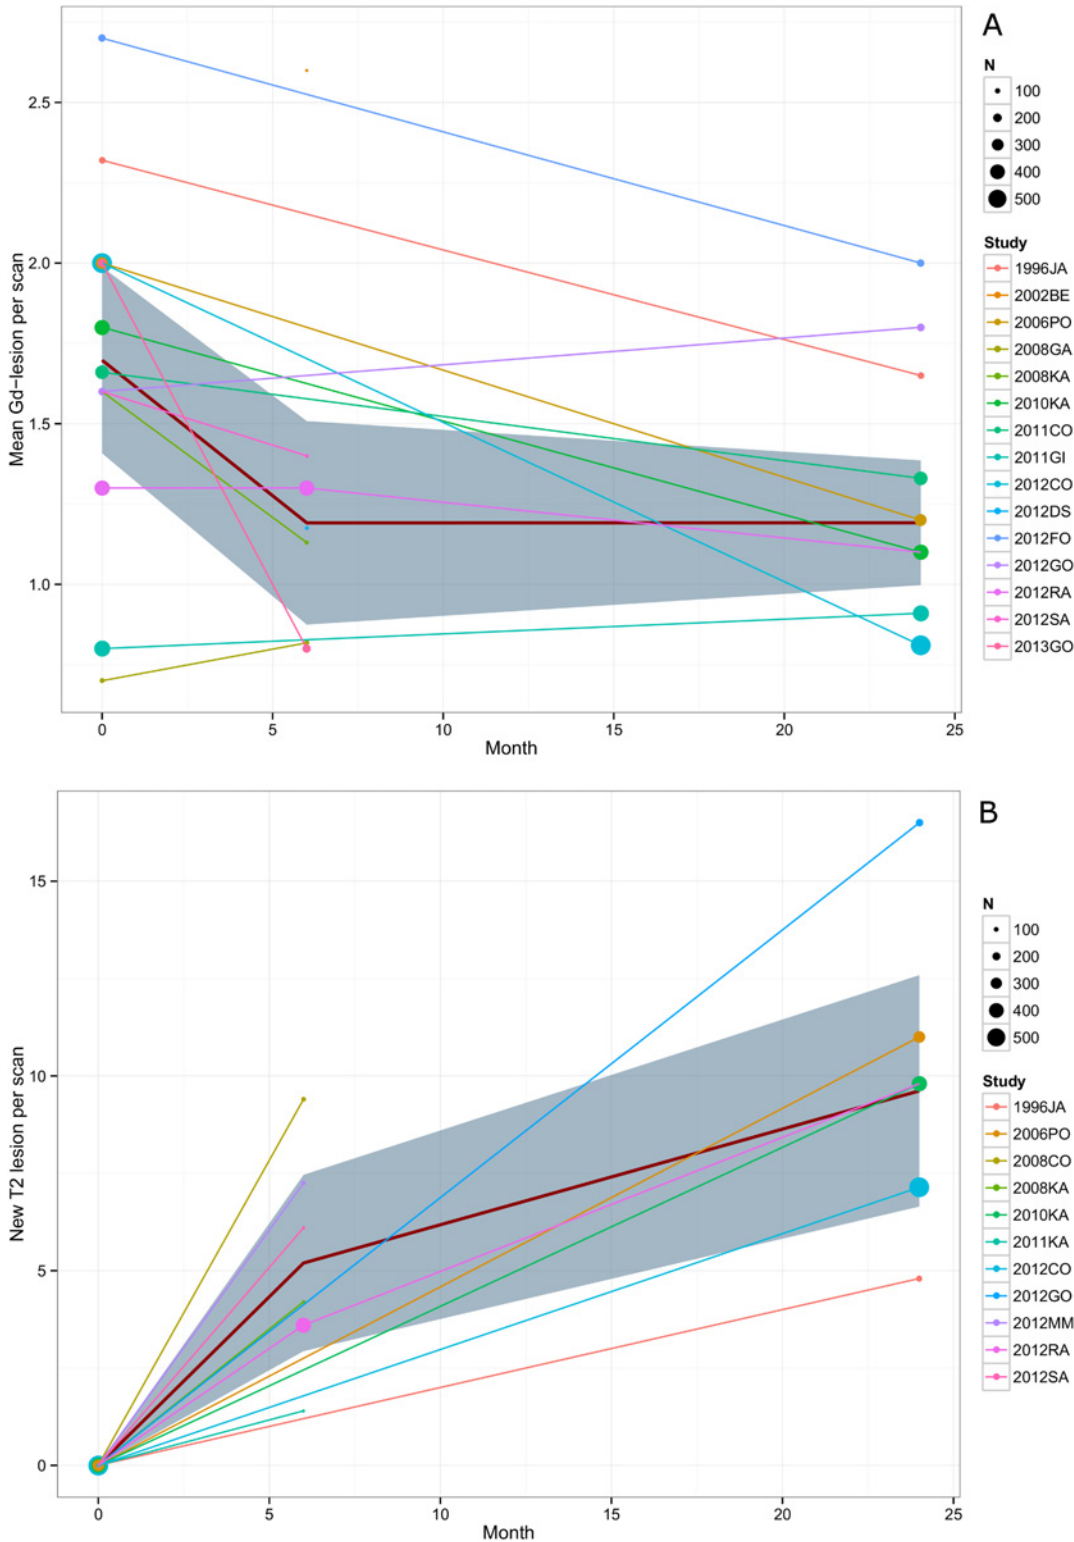 A
N
100
200
300
400
500
Study
1996JA
2002BE
2006PO
2008GA
2008KA
2010KA
2011CO
2011GI
2012CO
2012DS
2012FO
2012GO
2012RA
2012SA
2013GO
Mean Gd-lesion per scan
2.5
2.0
1.5
1.0
0 5 10 15 20 25
Month
B
N
100
200
300
400
500
Study
1996JA
2006PO
2008CO
2008KA
2010KA
2011KA
2012CO
2012GO
2012MM
2012RA
2012SA
New T2 lesion per scan
15
10
5
0
0 5 10 15 20 25
Month